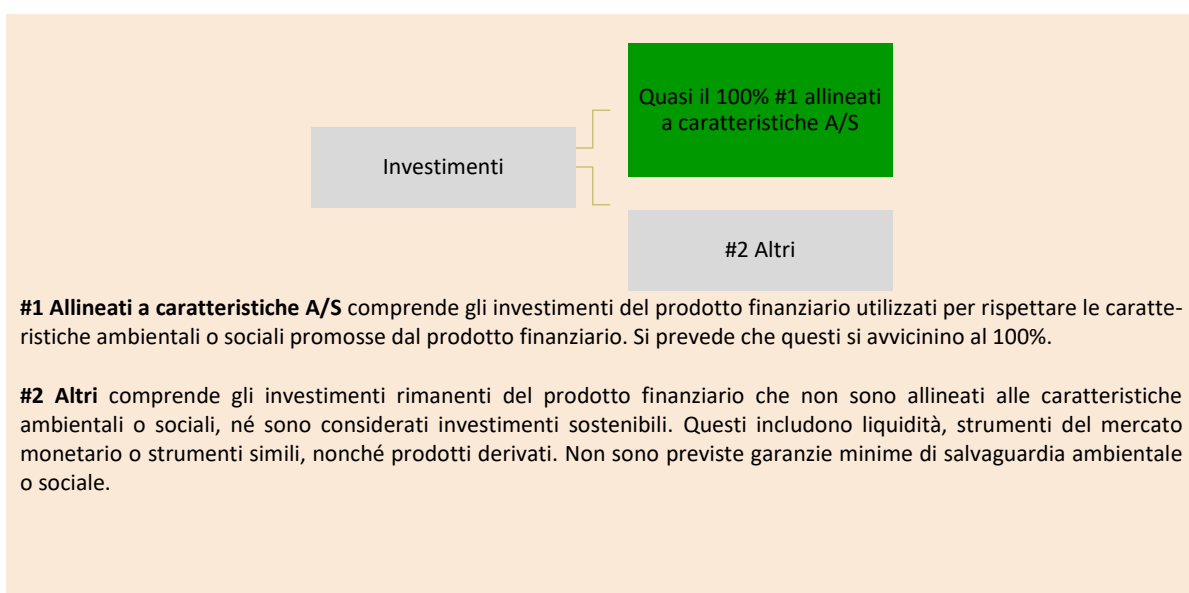 Quasi il 100% #1 allineati
a caratteristiche A/S
Investimenti
#2 Altri
#1 Allineati a caratteristiche A/S comprende gli investimenti del prodotto finanziario utilizzati per rispettare le caratte-
ristiche ambientali o sociali promosse dal prodotto finanziario. Si prevede che questi si avvicinino al 100%.
#2 Altri comprende gli investimenti rimanenti del prodotto finanziario che non sono allineati alle caratteristiche
ambientali o sociali, né sono considerati investimenti sostenibili. Questi includono liquidità, strumenti del mercato
monetario o strumenti simili, nonché prodotti derivati. Non sono previste garanzie minime di salvaguardia ambientale
o sociale.